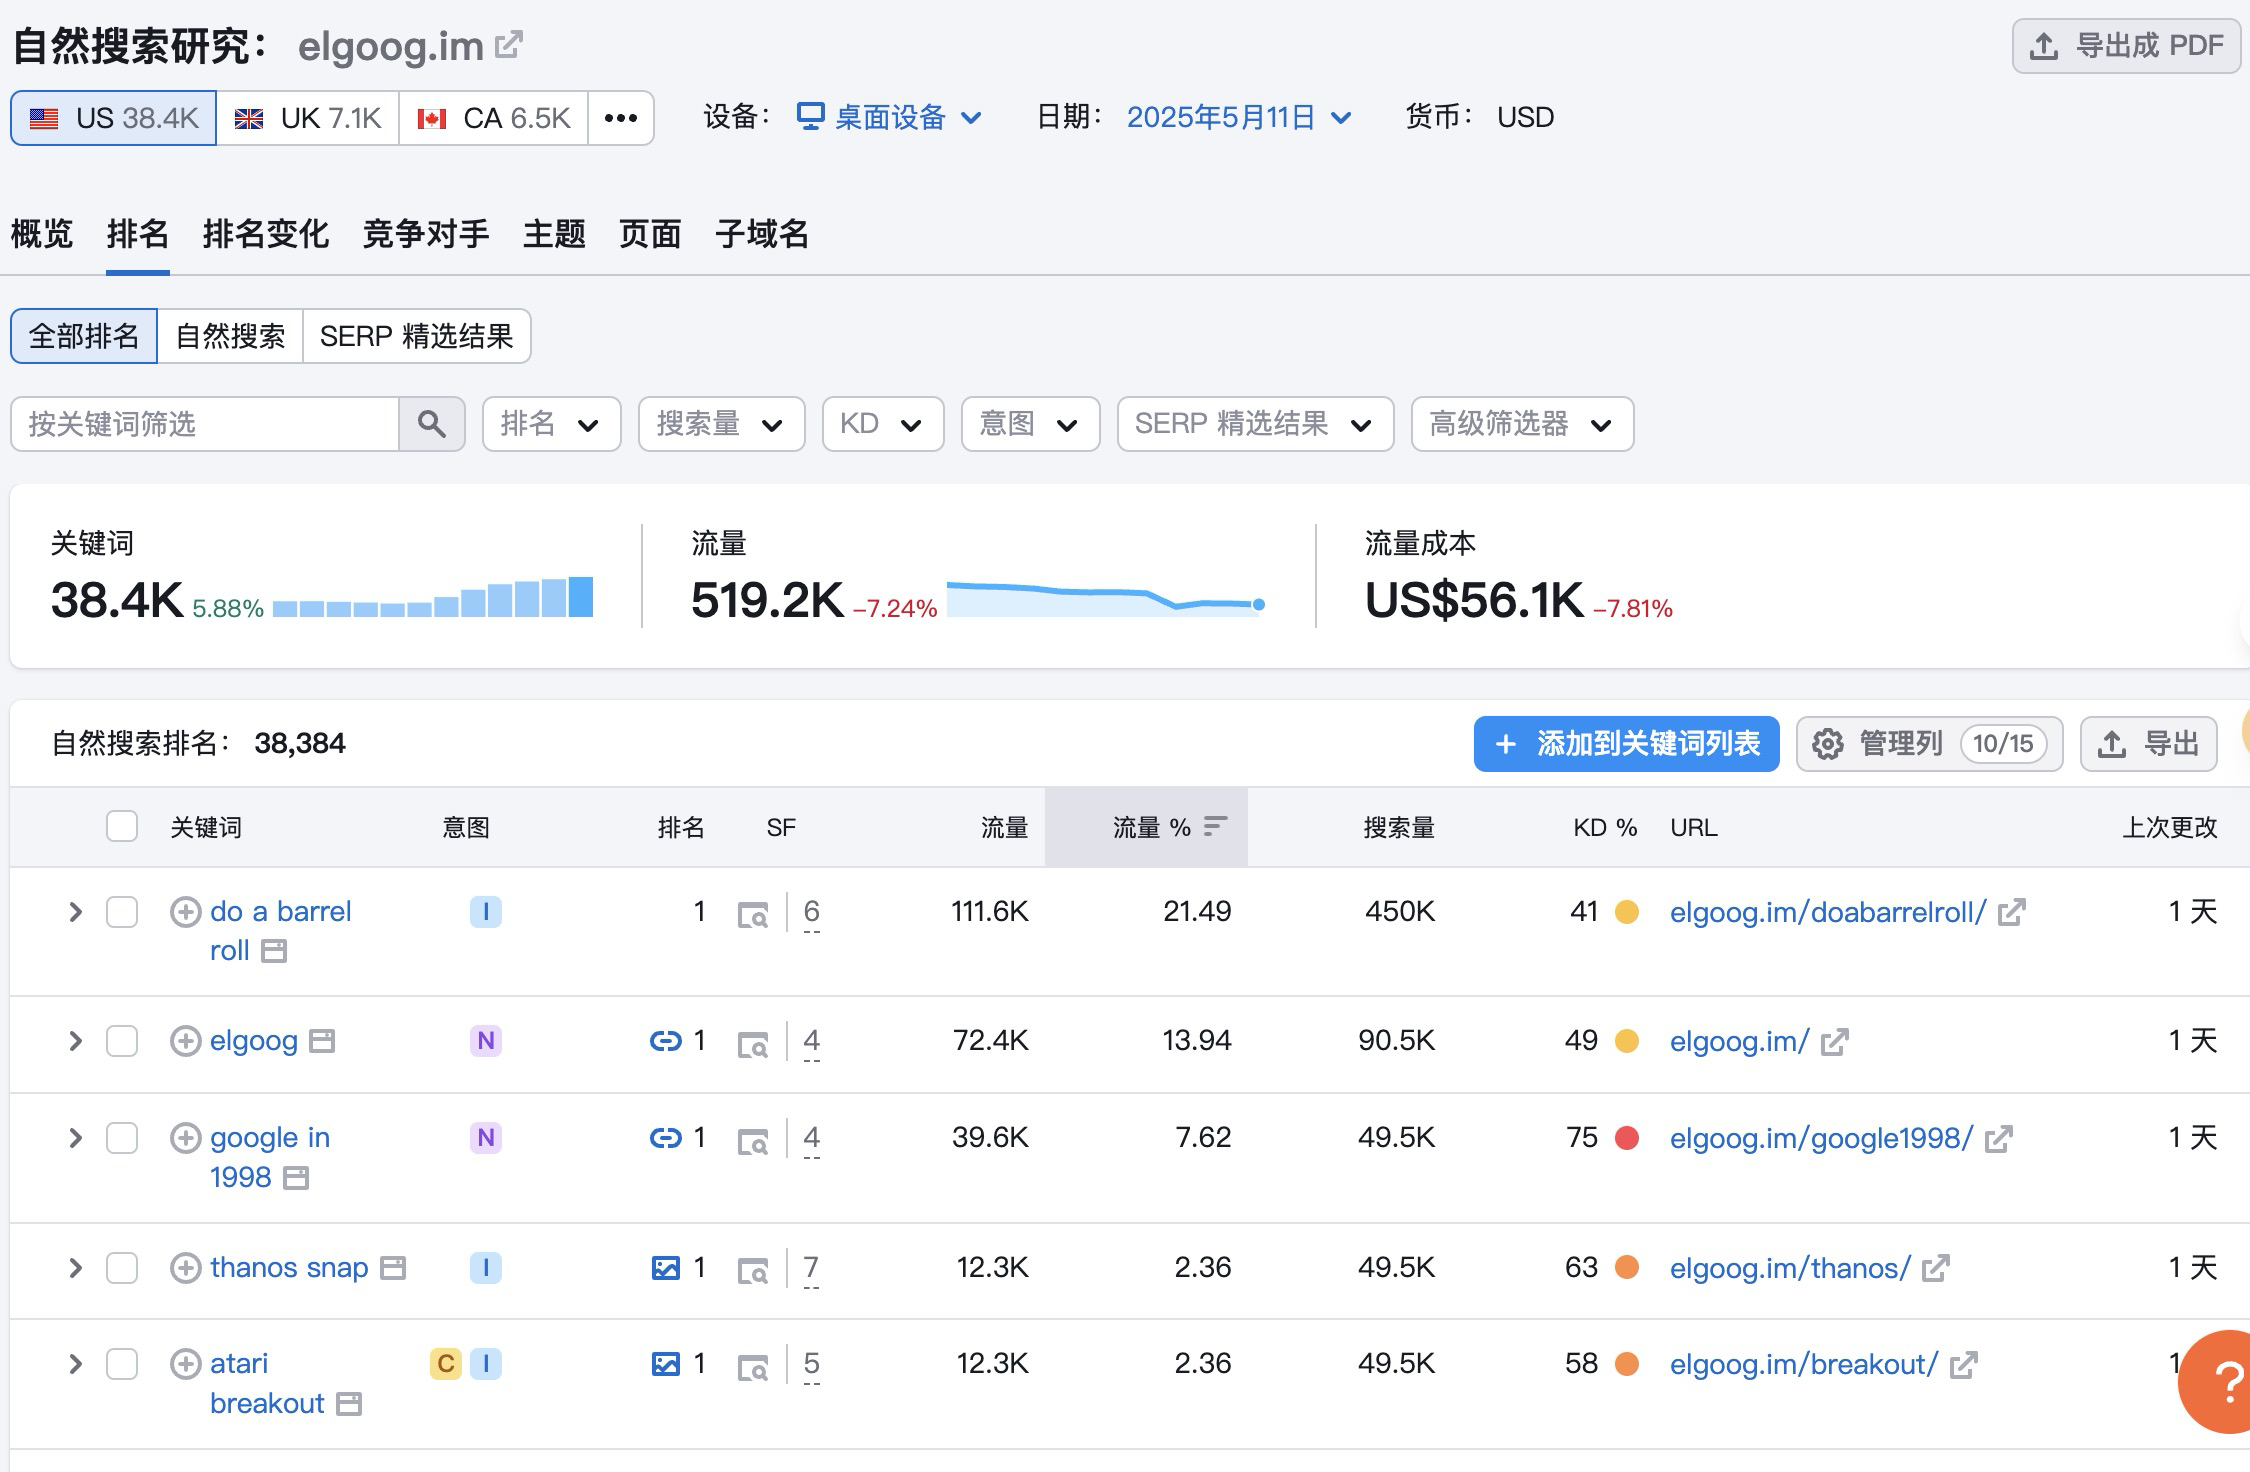 自然搜索研究： elgoog.im
导出成 PDF
US 38.4K UK 7.1K CA 6.5K
设备： 桌面设备 日期： 2025年5月11日 货币： USD
概览 排名 排名变化 竞争对手 主题 页面 子域名
全部排名 自然搜索 SERP 精选结果
按关键词筛选 排名 搜索量 KD 意图 SERP 精选结果 高级筛选器
关键词 流量 流量成本
38.4K 5.88% 519.2K −7.24% US$56.1K −7.81%
自然搜索排名： 38,384 + 添加到关键词列表 管理列 10/15 导出
关键词 意图 排名 SF 流量 流量 % 搜索量 KD % URL 上次更改
do a barrel I 1 6 111.6K 21.49 450K 41 elgoog.im/doabarrelroll/ 1 天
roll
elgoog N 1 4 72.4K 13.94 90.5K 49 elgoog.im/ 1 天
google in N 1 4 39.6K 7.62 49.5K 75 elgoog.im/google1998/ 1 天
1998
thanos snap I 1 7 12.3K 2.36 49.5K 63 elgoog.im/thanos/ 1 天
atari C I 1 5 12.3K 2.36 49.5K 58 elgoog.im/breakout/ 1
breakout
?